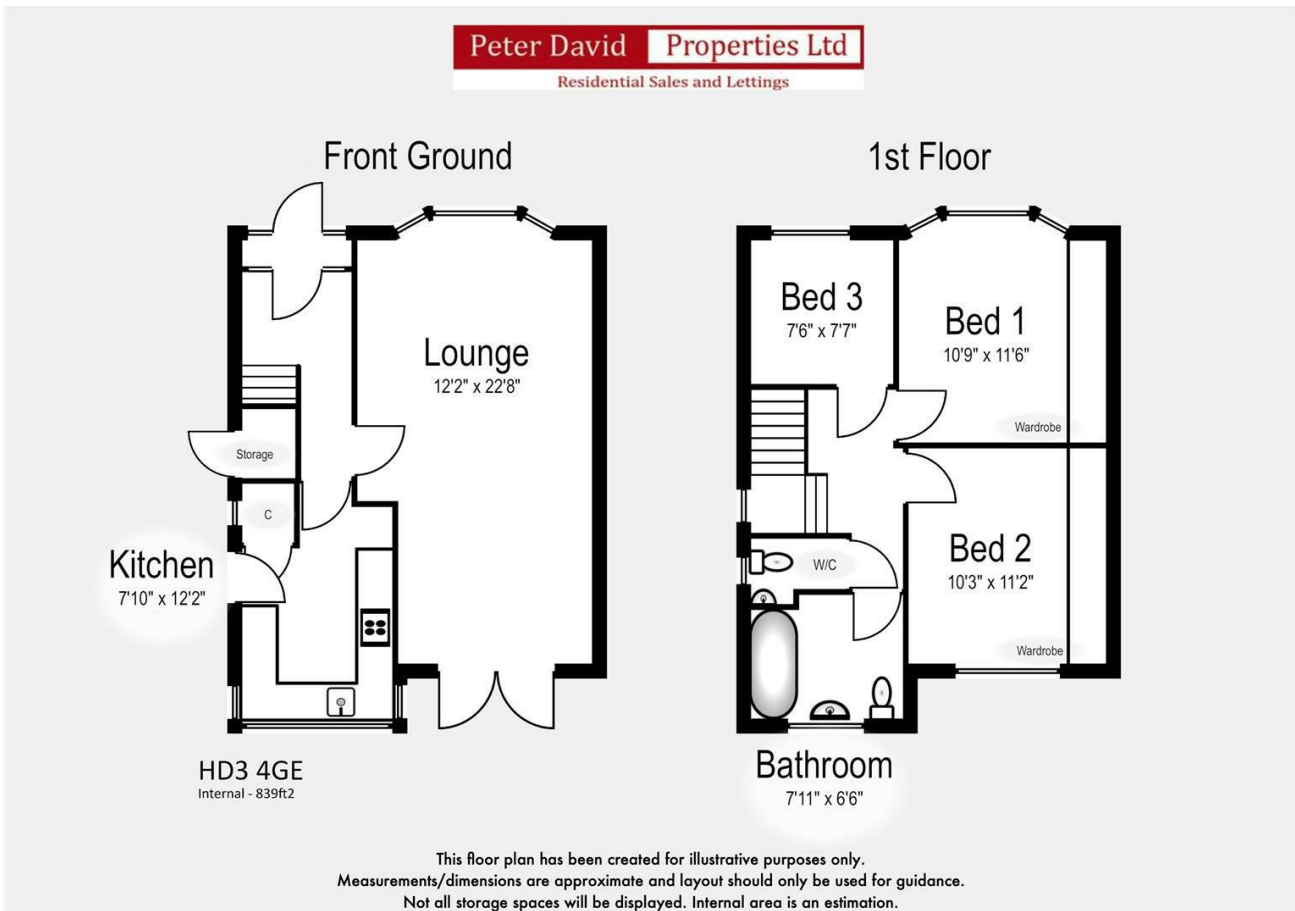 Peter David Properties Ltd
Residential Sales and Lettings
Front Ground
1st Floor
Lounge
12'2" x 22'8"
Storage
C
Kitchen
7'10" x 12'2"
HD3 4GE
Internal - 839ft2
Bed 3
7'6" x 7'7"
Bed 1
10'9" x 11'6"
Wardrobe
W/C
Bed 2
10'3" x 11'2"
Wardrobe
Bathroom
7'11" x 6'6"
This floor plan has been created for illustrative purposes only.
Measurements/dimensions are approximate and layout should only be used for guidance.
Not all storage spaces will be displayed. Internal area is an estimation.